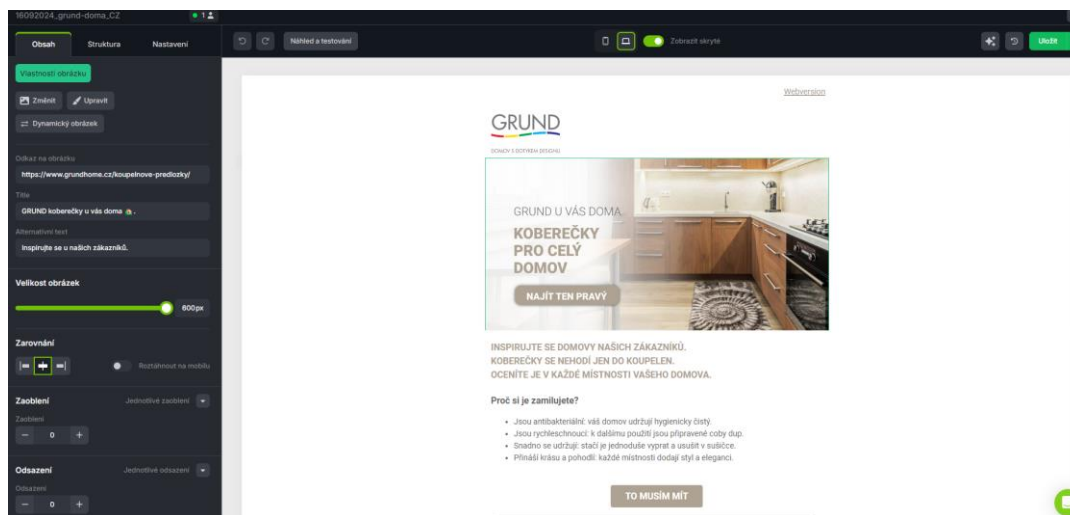 16092024_grund-doma_CZ
1
Obsah
Struktura
Nastavení
Náhled a testování
Zobrazit skryté
Uložit
Vlastnosti obrázku
Změnit
Upravit
Dynamický obrázek
Odkaz na obrázku
https://www.grundhome.cz/koupelnove-predlozky/
Title
GRUND koberečky u vás doma 🏠 .
Alternativní text
Inspirujte se u našich zákazníků.
Velikost obrázek
600px
Zarovnání
Roztáhnout na mobilu
Zaoblení
Jednotlivé zaoblení
Zaoblení
0
Odsazení
Jednotlivé odsazení
Odsazení
0
Webversion
GRUND
DOMOV S DOTYKEM DESIGNU
GRUND U VÁS DOMA.
KOBEREČKY
PRO CELÝ
DOMOV
NAJÍT TEN PRAVÝ
INSPIRUJTE SE DOMOVY NAŠICH ZÁKAZNÍKŮ.
KOBEREČKY SE NEHODÍ JEN DO KOUPELEN.
OCENÍTE JE V KAŽDÉ MÍSTNOSTI VAŠEHO DOMOVA.
Proč si je zamilujete?
• Jsou antibakteriální: váš domov udržují hygienicky čistý.
• Jsou rychleschnoucí: k dalšímu použití jsou připravené coby dup.
• Snadno se udržují: stačí je jednoduše vyprat a usušit v sušičce.
• Přináší krásu a pohodlí: každé místnosti dodají styl a eleganci.
TO MUSÍM MÍT